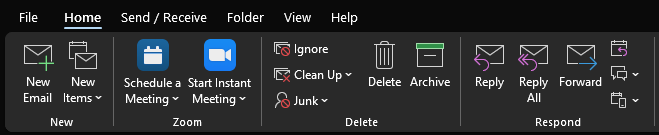 File Home Send / Receive Folder View Help
New Email
New Items
Schedule a Meeting
Start Instant Meeting
Ignore
Clean Up
Junk
Delete
Archive
Reply
Reply All
Forward
New Zoom Delete Respond